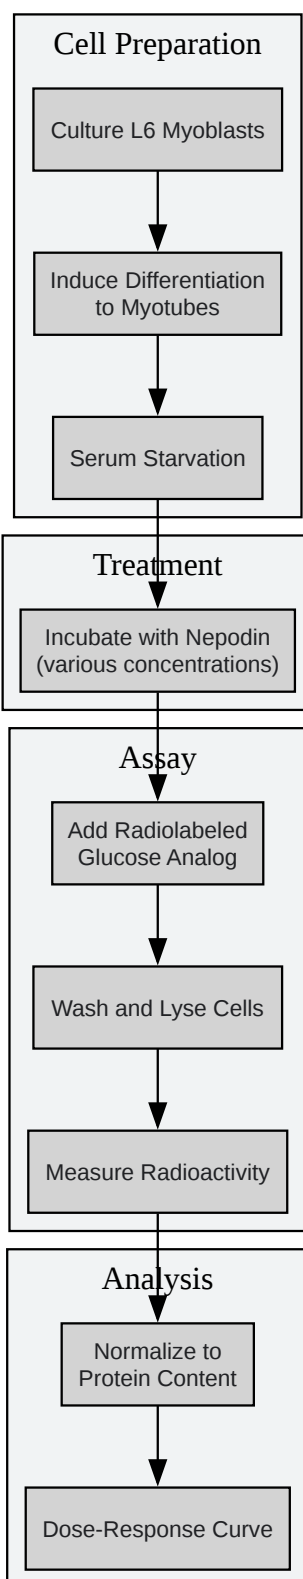 Cell Preparation
Culture L6 Myoblasts
Induce Differentiation
to Myotubes
Serum Starvation
Treatment
Incubate with Nepodin
(various concentrations)
Assay
Add Radiolabeled
Glucose Analog
Wash and Lyse Cells
Measure Radioactivity
Analysis
Normalize to
Protein Content
Dose-Response Curve